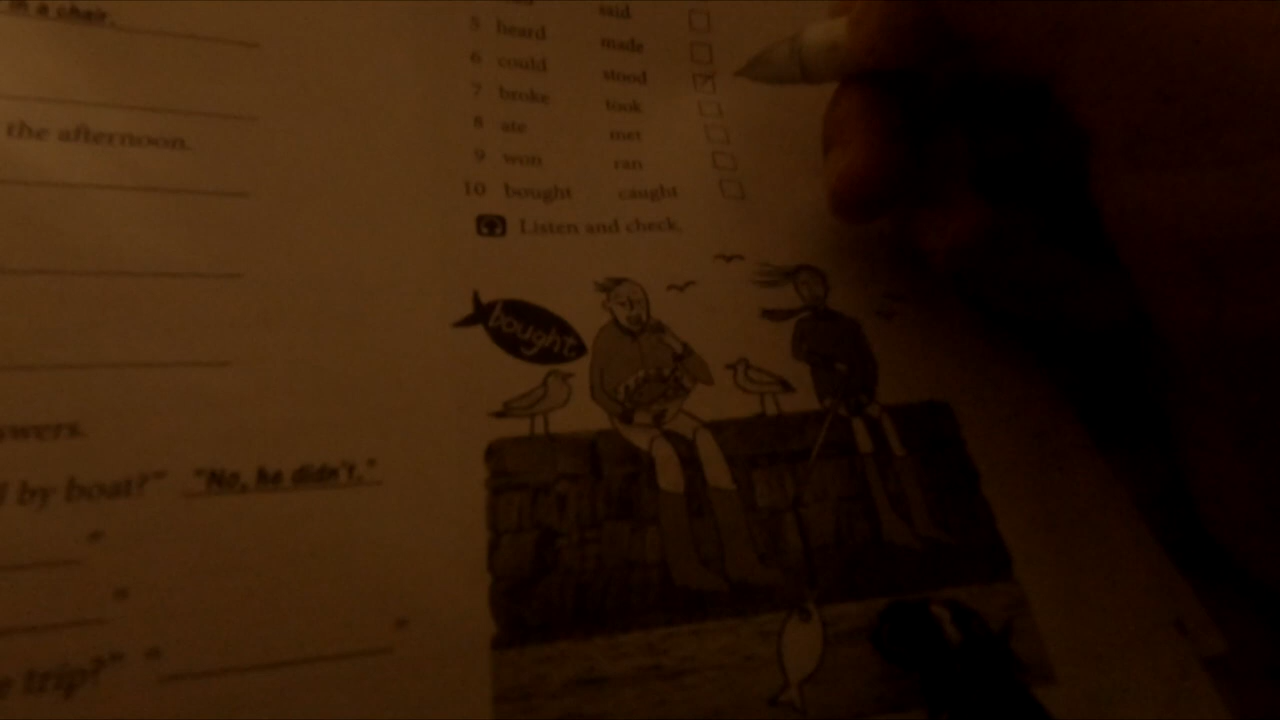 in a chair.
the afternoon.
swers.
by boat?" "No, he didn't."
"
"
e trip?" " "
said
5 heard made
6 could stood
7 broke took
8 ate met
9 won ran
10 bought caught
Listen and check.
bought